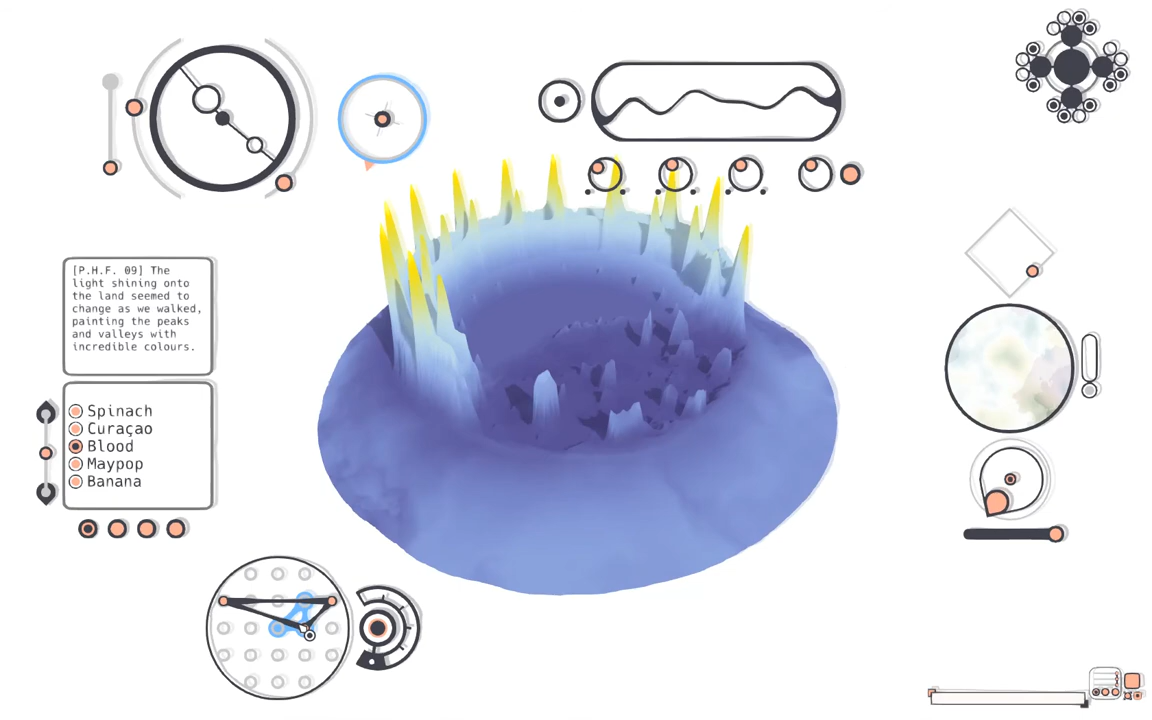 [P.H.F. 09] The
light shining onto
the land seemed to
change as we walked,
painting the peaks
and valleys with
incredible colours.
Spinach
Curaçao
Blood
Maypop
Banana